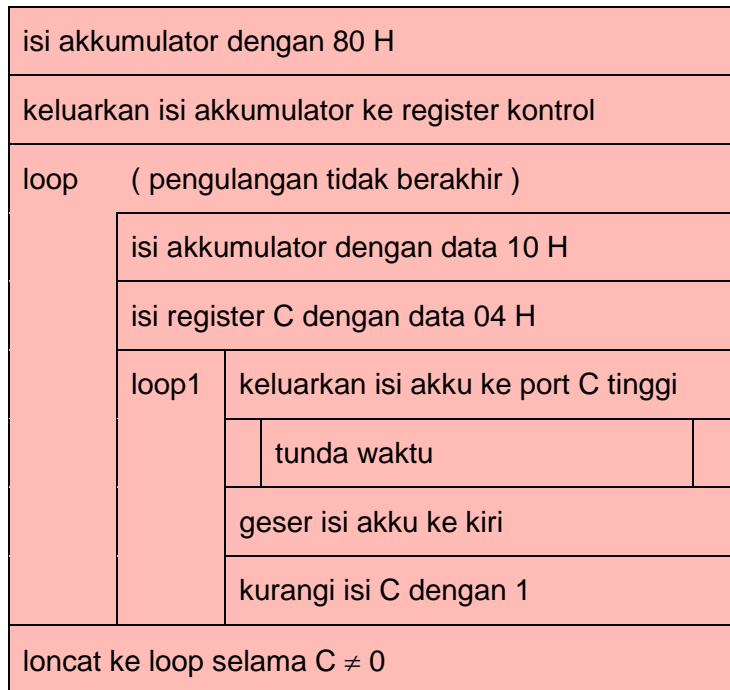 isi akkumulator dengan 80 H
keluarkan isi akkumulator ke register kontrol
loop ( pengulangan tidak berakhir )
isi akkumulator dengan data 10 H
isi register C dengan data 04 H
loop1 keluarkan isi akku ke port C tinggi
tunda waktu
geser isi akku ke kiri
kurangi isi C dengan 1
loncat ke loop selama C ≠ 0